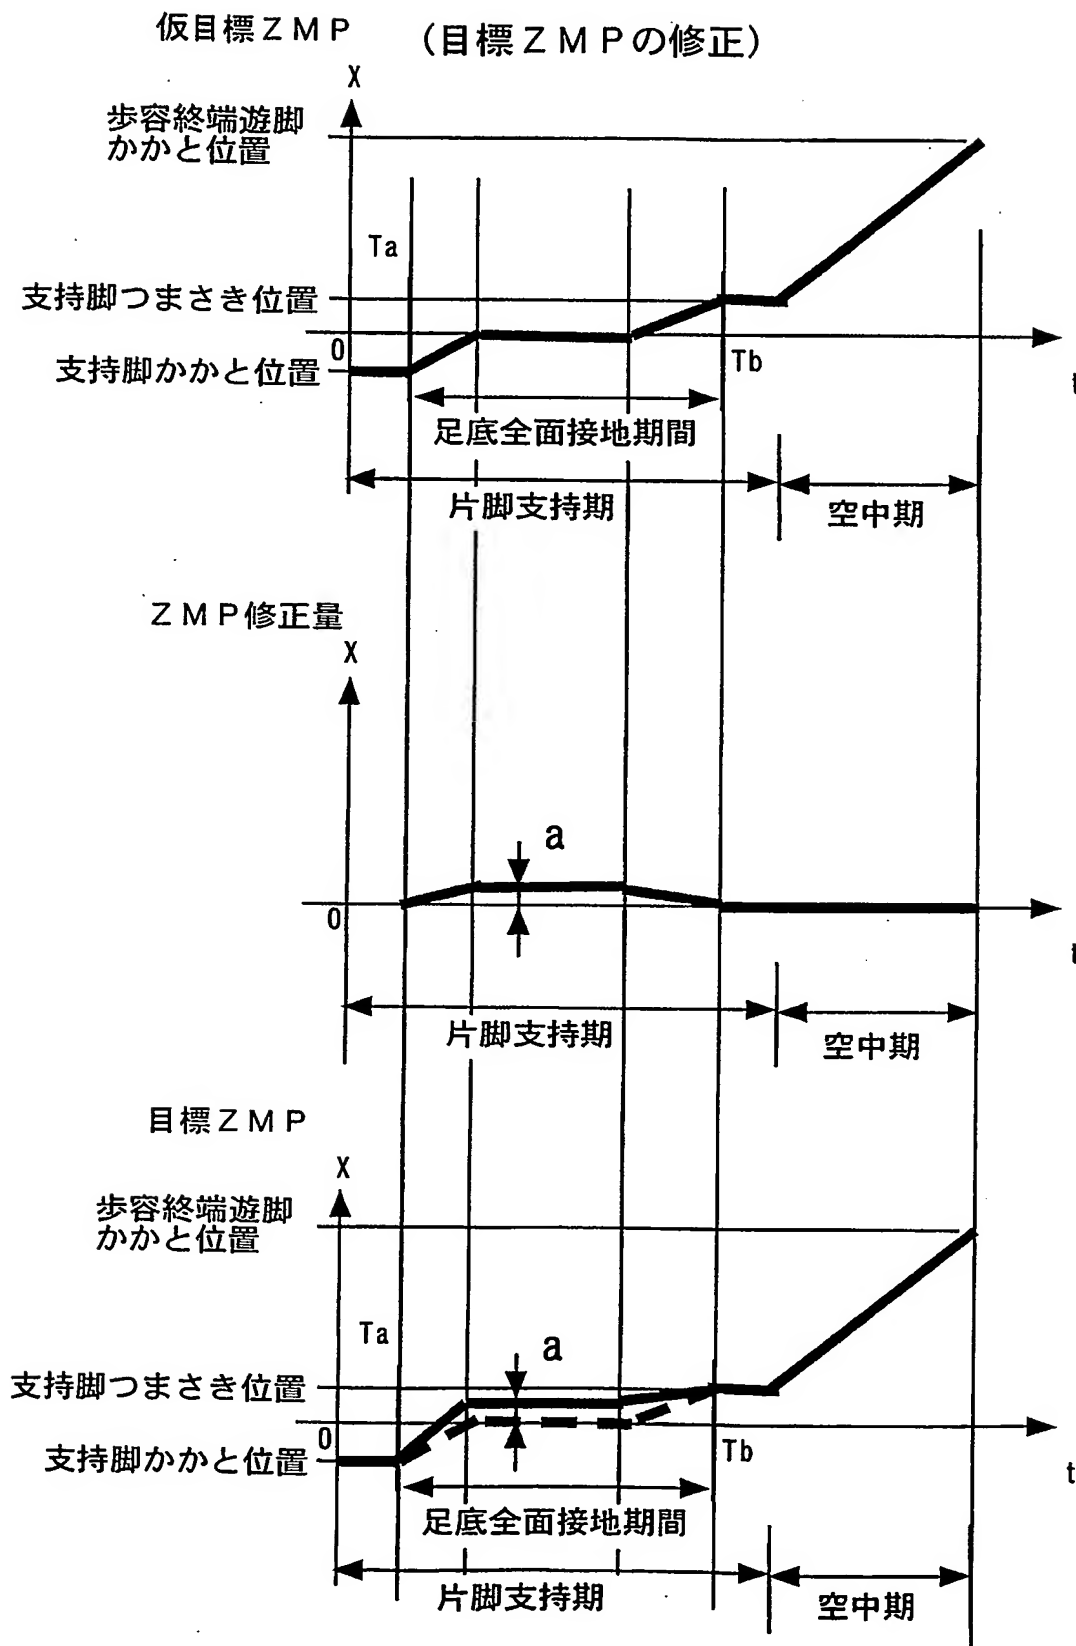 仮目標ＺＭＰ
（目標ＺＭＰの修正）
X
歩容終端遊脚
かかと位置
Ta
支持脚つまさき位置
0
支持脚かかと位置
Tb
t
足底全面接地期間
片脚支持期
空中期
ＺＭＰ修正量
X
a
0
t
片脚支持期
空中期
目標ＺＭＰ
X
歩容終端遊脚
かかと位置
Ta
a
支持脚つまさき位置
0
支持脚かかと位置
Tb
t
足底全面接地期間
片脚支持期
空中期